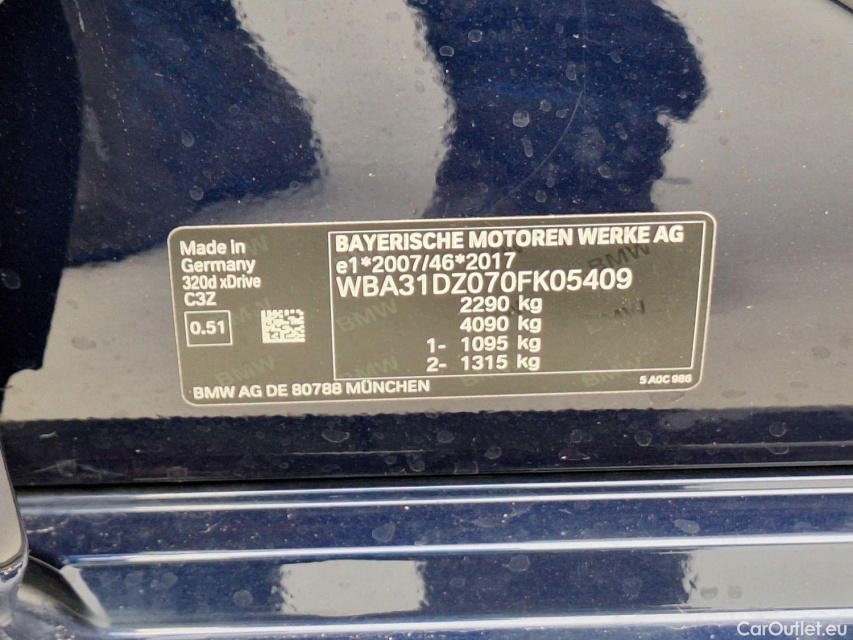 Made in
Germany
320d xDrive
C3Z
0.51
BAYERISCHE MOTOREN WERKE AG
e1*2007/46*2017
WBA31DZ070FK05409
2290 kg
4090 kg
1- 1095 kg
2- 1315 kg
BMW AG DE 80788 MÜNCHEN
5 A0C 986
CarOutlet.eu